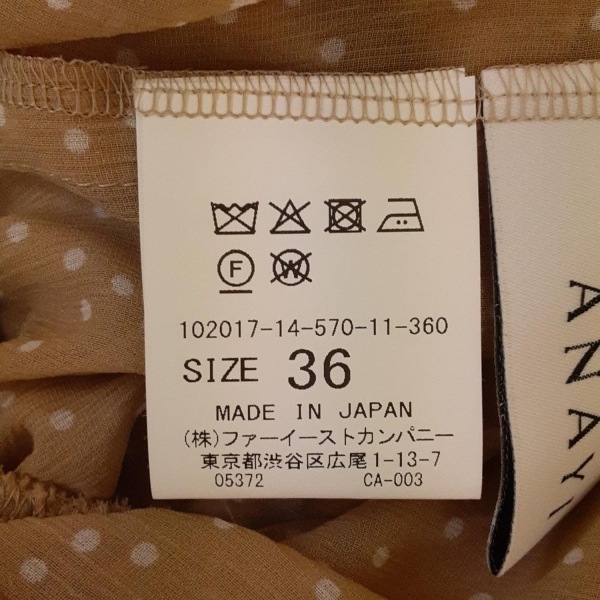 F W
102017-14-570-11-360
SIZE 36
MADE IN JAPAN
(株)ファーイーストカンパニー
東京都渋谷区広尾1-13-7
05372 CA-003
ANAYI